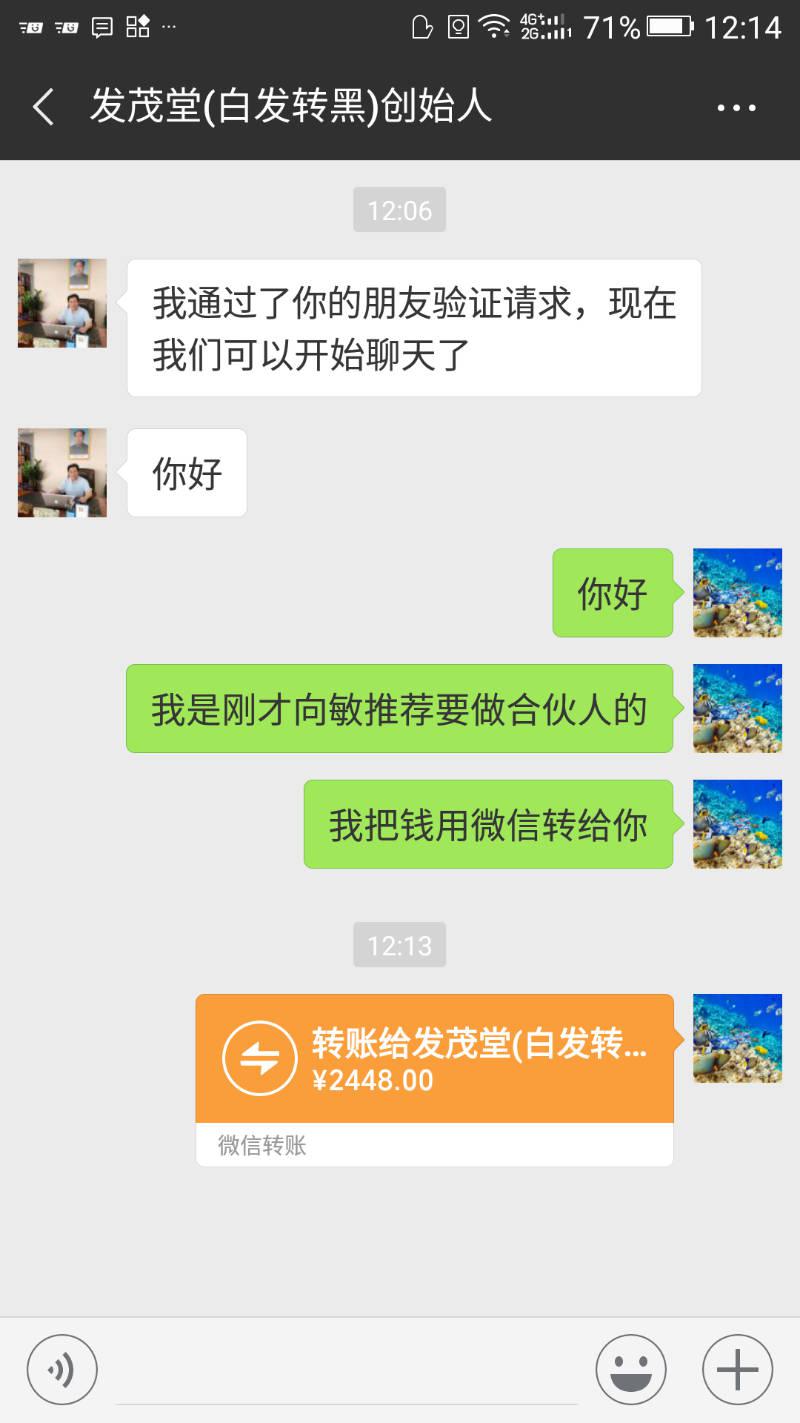 4G+ 2G 1 71% 12:14
发茂堂(白发转黑)创始人
12:06
我通过了你的朋友验证请求，现在
我们可以开始聊天了
你好
你好
我是刚才向敏推荐要做合伙人的
我把钱用微信转给你
12:13
转账给发茂堂(白发转...
¥2448.00
微信转账